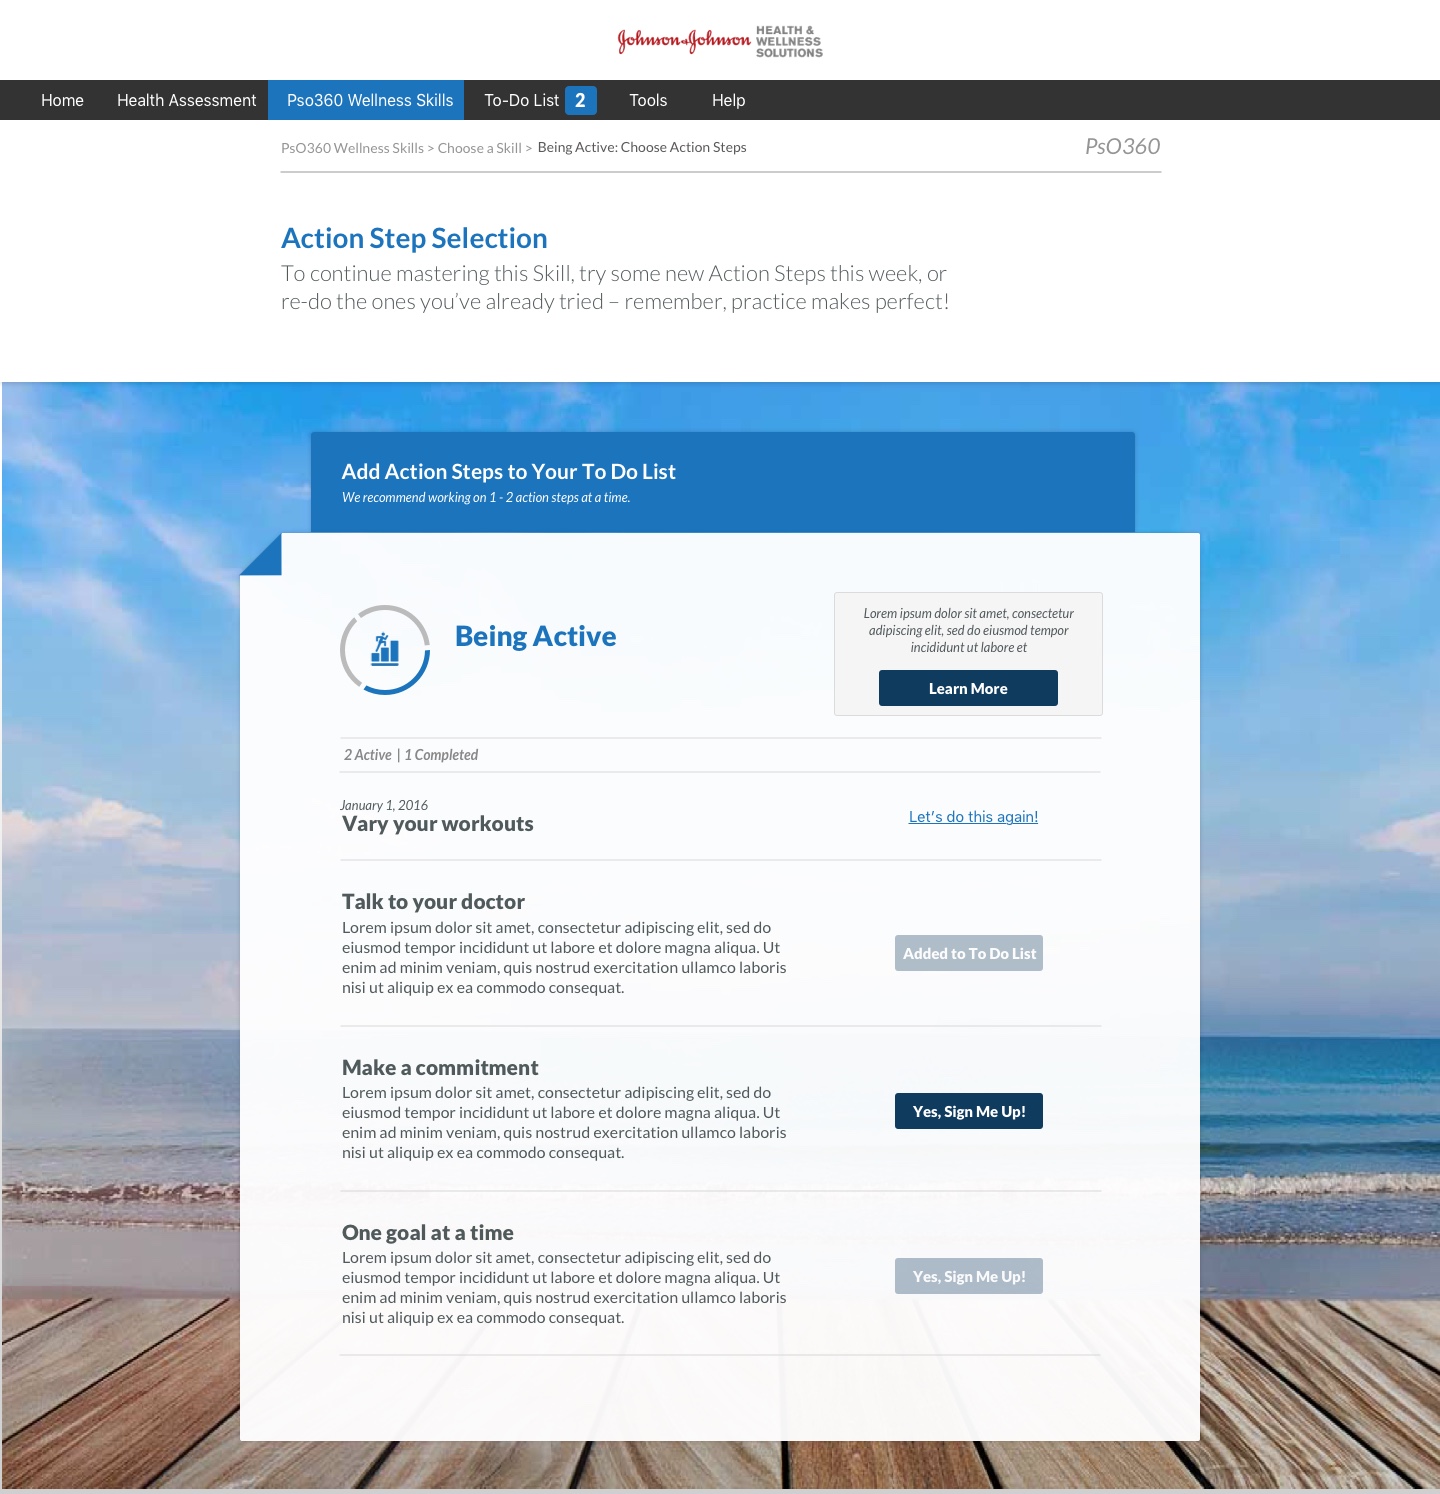 Johnson & Johnson HEALTH &
WELLNESS
SOLUTIONS
Home Health Assessment Pso360 Wellness Skills To-Do List 2 Tools Help
PsO360 Wellness Skills > Choose a Skill > Being Active: Choose Action Steps PsO360
Action Step Selection
To continue mastering this Skill, try some new Action Steps this week, or
re-do the ones you’ve already tried – remember, practice makes perfect!
Add Action Steps to Your To Do List
We recommend working on 1 - 2 action steps at a time.
Being Active
Lorem ipsum dolor sit amet, consectetur
adipiscing elit, sed do eiusmod tempor
incididunt ut labore et
Learn More
2 Active | 1 Completed
January 1, 2016
Vary your workouts
Let’s do this again!
Talk to your doctor
Lorem ipsum dolor sit amet, consectetur adipiscing elit, sed do
eiusmod tempor incididunt ut labore et dolore magna aliqua. Ut
enim ad minim veniam, quis nostrud exercitation ullamco laboris
nisi ut aliquip ex ea commodo consequat.
Added to To Do List
Make a commitment
Lorem ipsum dolor sit amet, consectetur adipiscing elit, sed do
eiusmod tempor incididunt ut labore et dolore magna aliqua. Ut
enim ad minim veniam, quis nostrud exercitation ullamco laboris
nisi ut aliquip ex ea commodo consequat.
Yes, Sign Me Up!
One goal at a time
Lorem ipsum dolor sit amet, consectetur adipiscing elit, sed do
eiusmod tempor incididunt ut labore et dolore magna aliqua. Ut
enim ad minim veniam, quis nostrud exercitation ullamco laboris
nisi ut aliquip ex ea commodo consequat.
Yes, Sign Me Up!